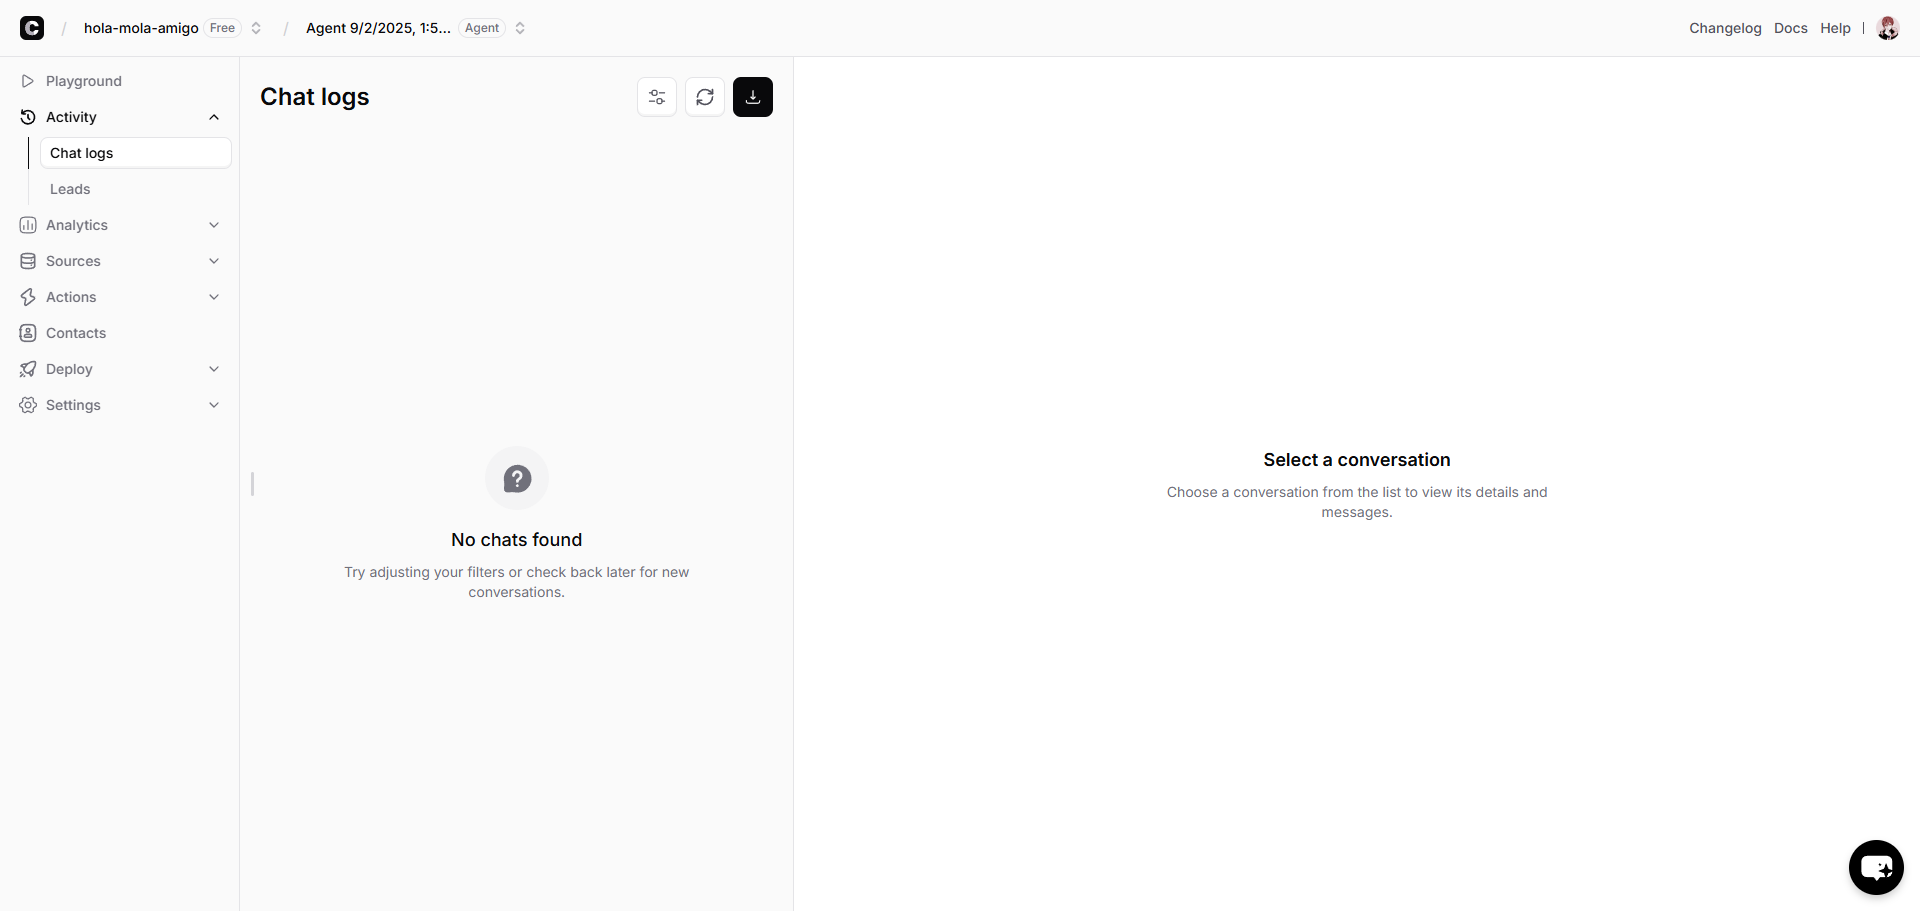 C / hola-mola-amigo Free / Agent 9/2/2025, 1:5... Agent
Changelog Docs Help
Playground
Activity
Chat logs
Leads
Analytics
Sources
Actions
Contacts
Deploy
Settings
Chat logs
No chats found
Try adjusting your filters or check back later for new
conversations.
Select a conversation
Choose a conversation from the list to view its details and
messages.